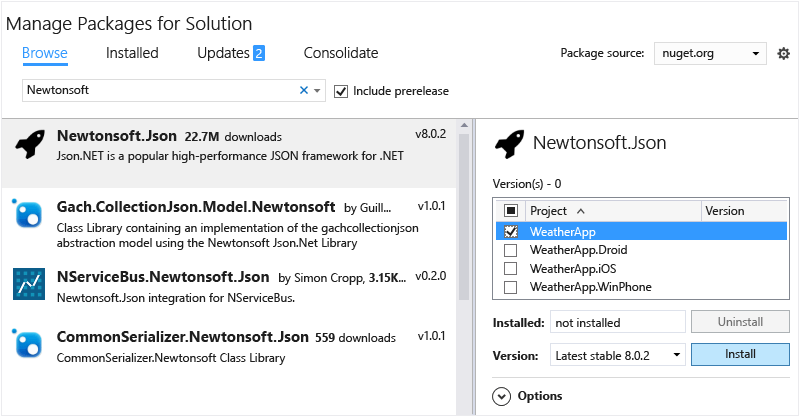 Manage Packages for Solution
Browse Installed Updates 2 Consolidate
Package source: nuget.org
Newtonsoft
Include prerelease
Newtonsoft.Json 22.7M downloads v8.0.2
Json.NET is a popular high-performance JSON framework for .NET
Gach.CollectionJson.Model.Newtonsoft by Guill... v1.0.1
Class Library containing an implementation of the gachcollectionjson
abstraction model using the Newtonsoft Json.Net Library
NServiceBus.Newtonsoft.Json by Simon Cropp, 3.15K... v0.2.0
Newtonsoft.Json integration for NServiceBus.
CommonSerializer.Newtonsoft.Json 559 downloads v1.0.1
CommonSerializer.Newtonsoft Class Library
Newtonsoft.Json
Version(s) - 0
Project Version
WeatherApp
WeatherApp.Droid
WeatherApp.iOS
WeatherApp.WinPhone
Installed: not installed Uninstall
Version: Latest stable 8.0.2 Install
Options